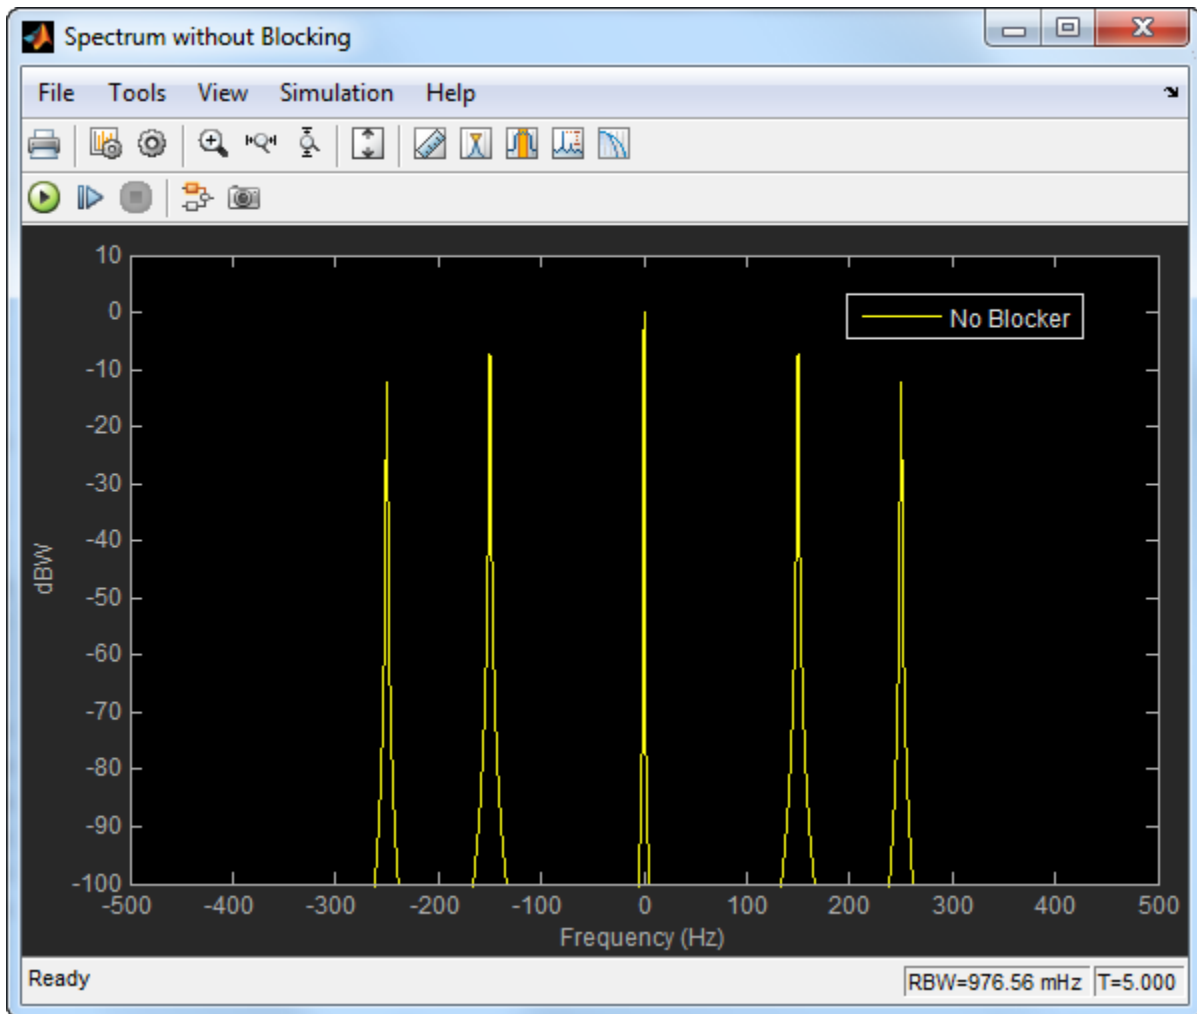 Spectrum without Blocking
File Tools View Simulation Help
10
0
-10
-20
-30
-40
-50
-60
-70
-80
-90
-100
dBW
No Blocker
-500 -400 -300 -200 -100 0 100 200 300 400 500
Frequency (Hz)
Ready RBW=976.56 mHz T=5.000